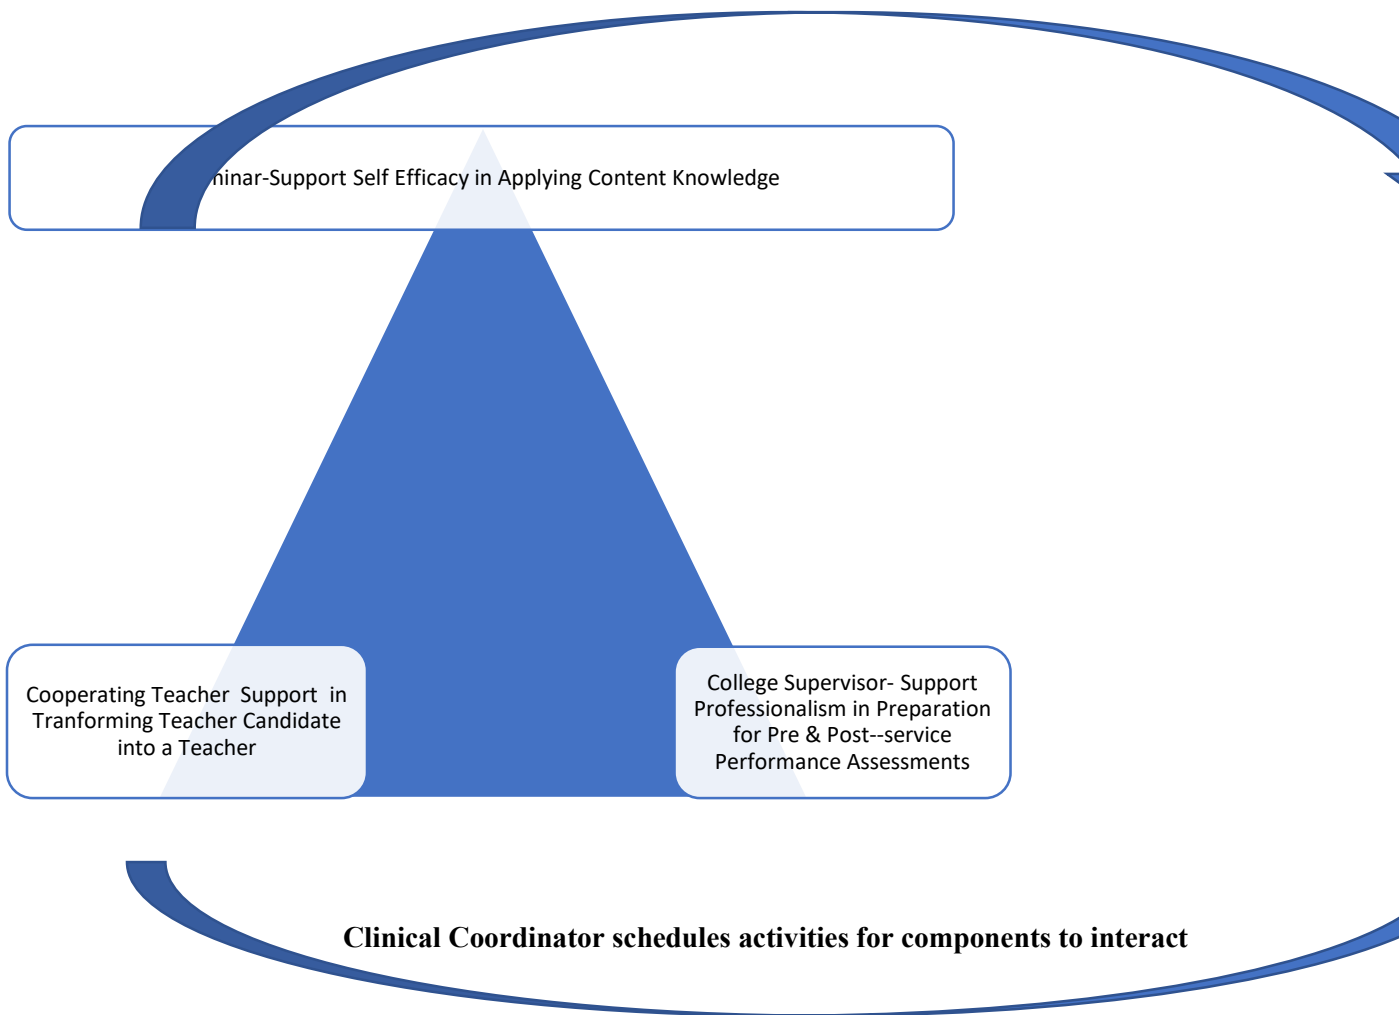 minar-Support Self Efficacy in Applying Content Knowledge
Cooperating Teacher Support in
Tranforming Teacher Candidate
into a Teacher
College Supervisor- Support
Professionalism in Preparation
for Pre & Post--service
Performance Assessments
Clinical Coordinator schedules activities for components to interact